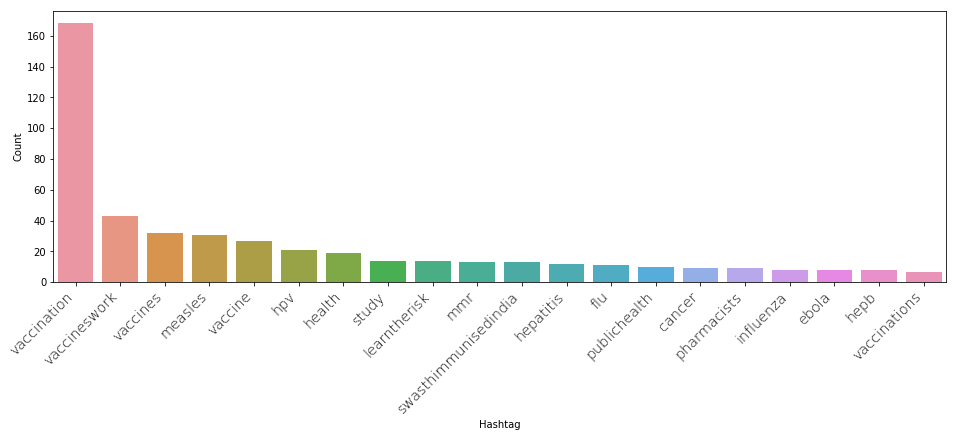 160
140
120
100
80
60
40
20
0
Count
vaccination
vaccineswork
vaccines
measles
vaccine
hpv
health
study
learntherisk
mmr
swasthimmunisedindia
hepatitis
flu
publichealth
cancer
pharmacists
influenza
ebola
hepb
vaccinations
Hashtag